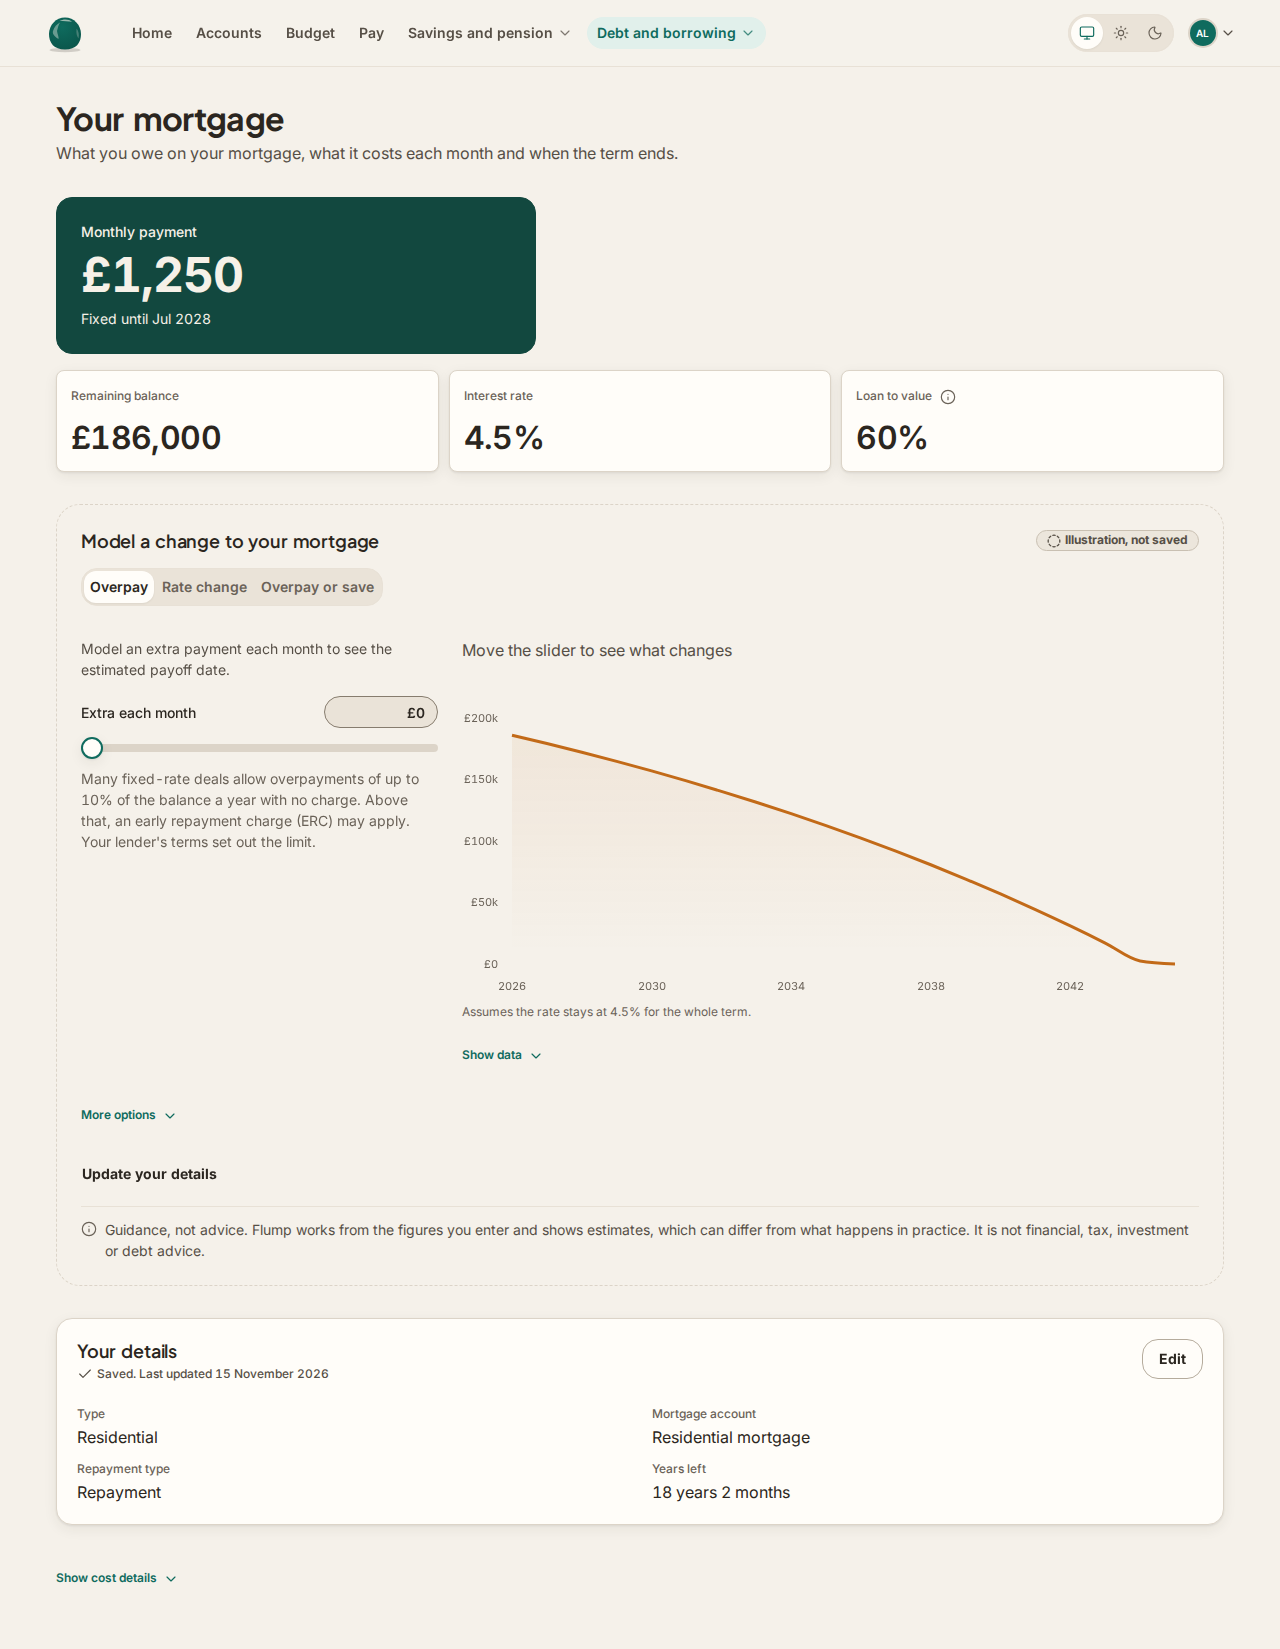 Home
Accounts
Budget
Pay
Savings and pension
Debt and borrowing
AL
Your mortgage
What you owe on your mortgage, what it costs each month and when the term ends.
Monthly payment
£1,250
Fixed until Jul 2028
Remaining balance
£186,000
Interest rate
4.5%
Loan to value
60%
Model a change to your mortgage
Illustration, not saved
Overpay
Rate change
Overpay or save
Model an extra payment each month to see the
estimated payoff date.
Extra each month
£0
Many fixed-rate deals allow overpayments of up to
10% of the balance a year with no charge. Above
that, an early repayment charge (ERC) may apply.
Your lender's terms set out the limit.
Move the slider to see what changes
£200k
£150k
£100k
£50k
£0
2026
2030
2034
2038
2042
Assumes the rate stays at 4.5% for the whole term.
Show data
More options
Update your details
Guidance, not advice. Flump works from the figures you enter and shows estimates, which can differ from what happens in practice. It is not financial, tax, investment
or debt advice.
Your details
Saved. Last updated 15 November 2026
Edit
Type
Residential
Mortgage account
Residential mortgage
Repayment type
Repayment
Years left
18 years 2 months
Show cost details